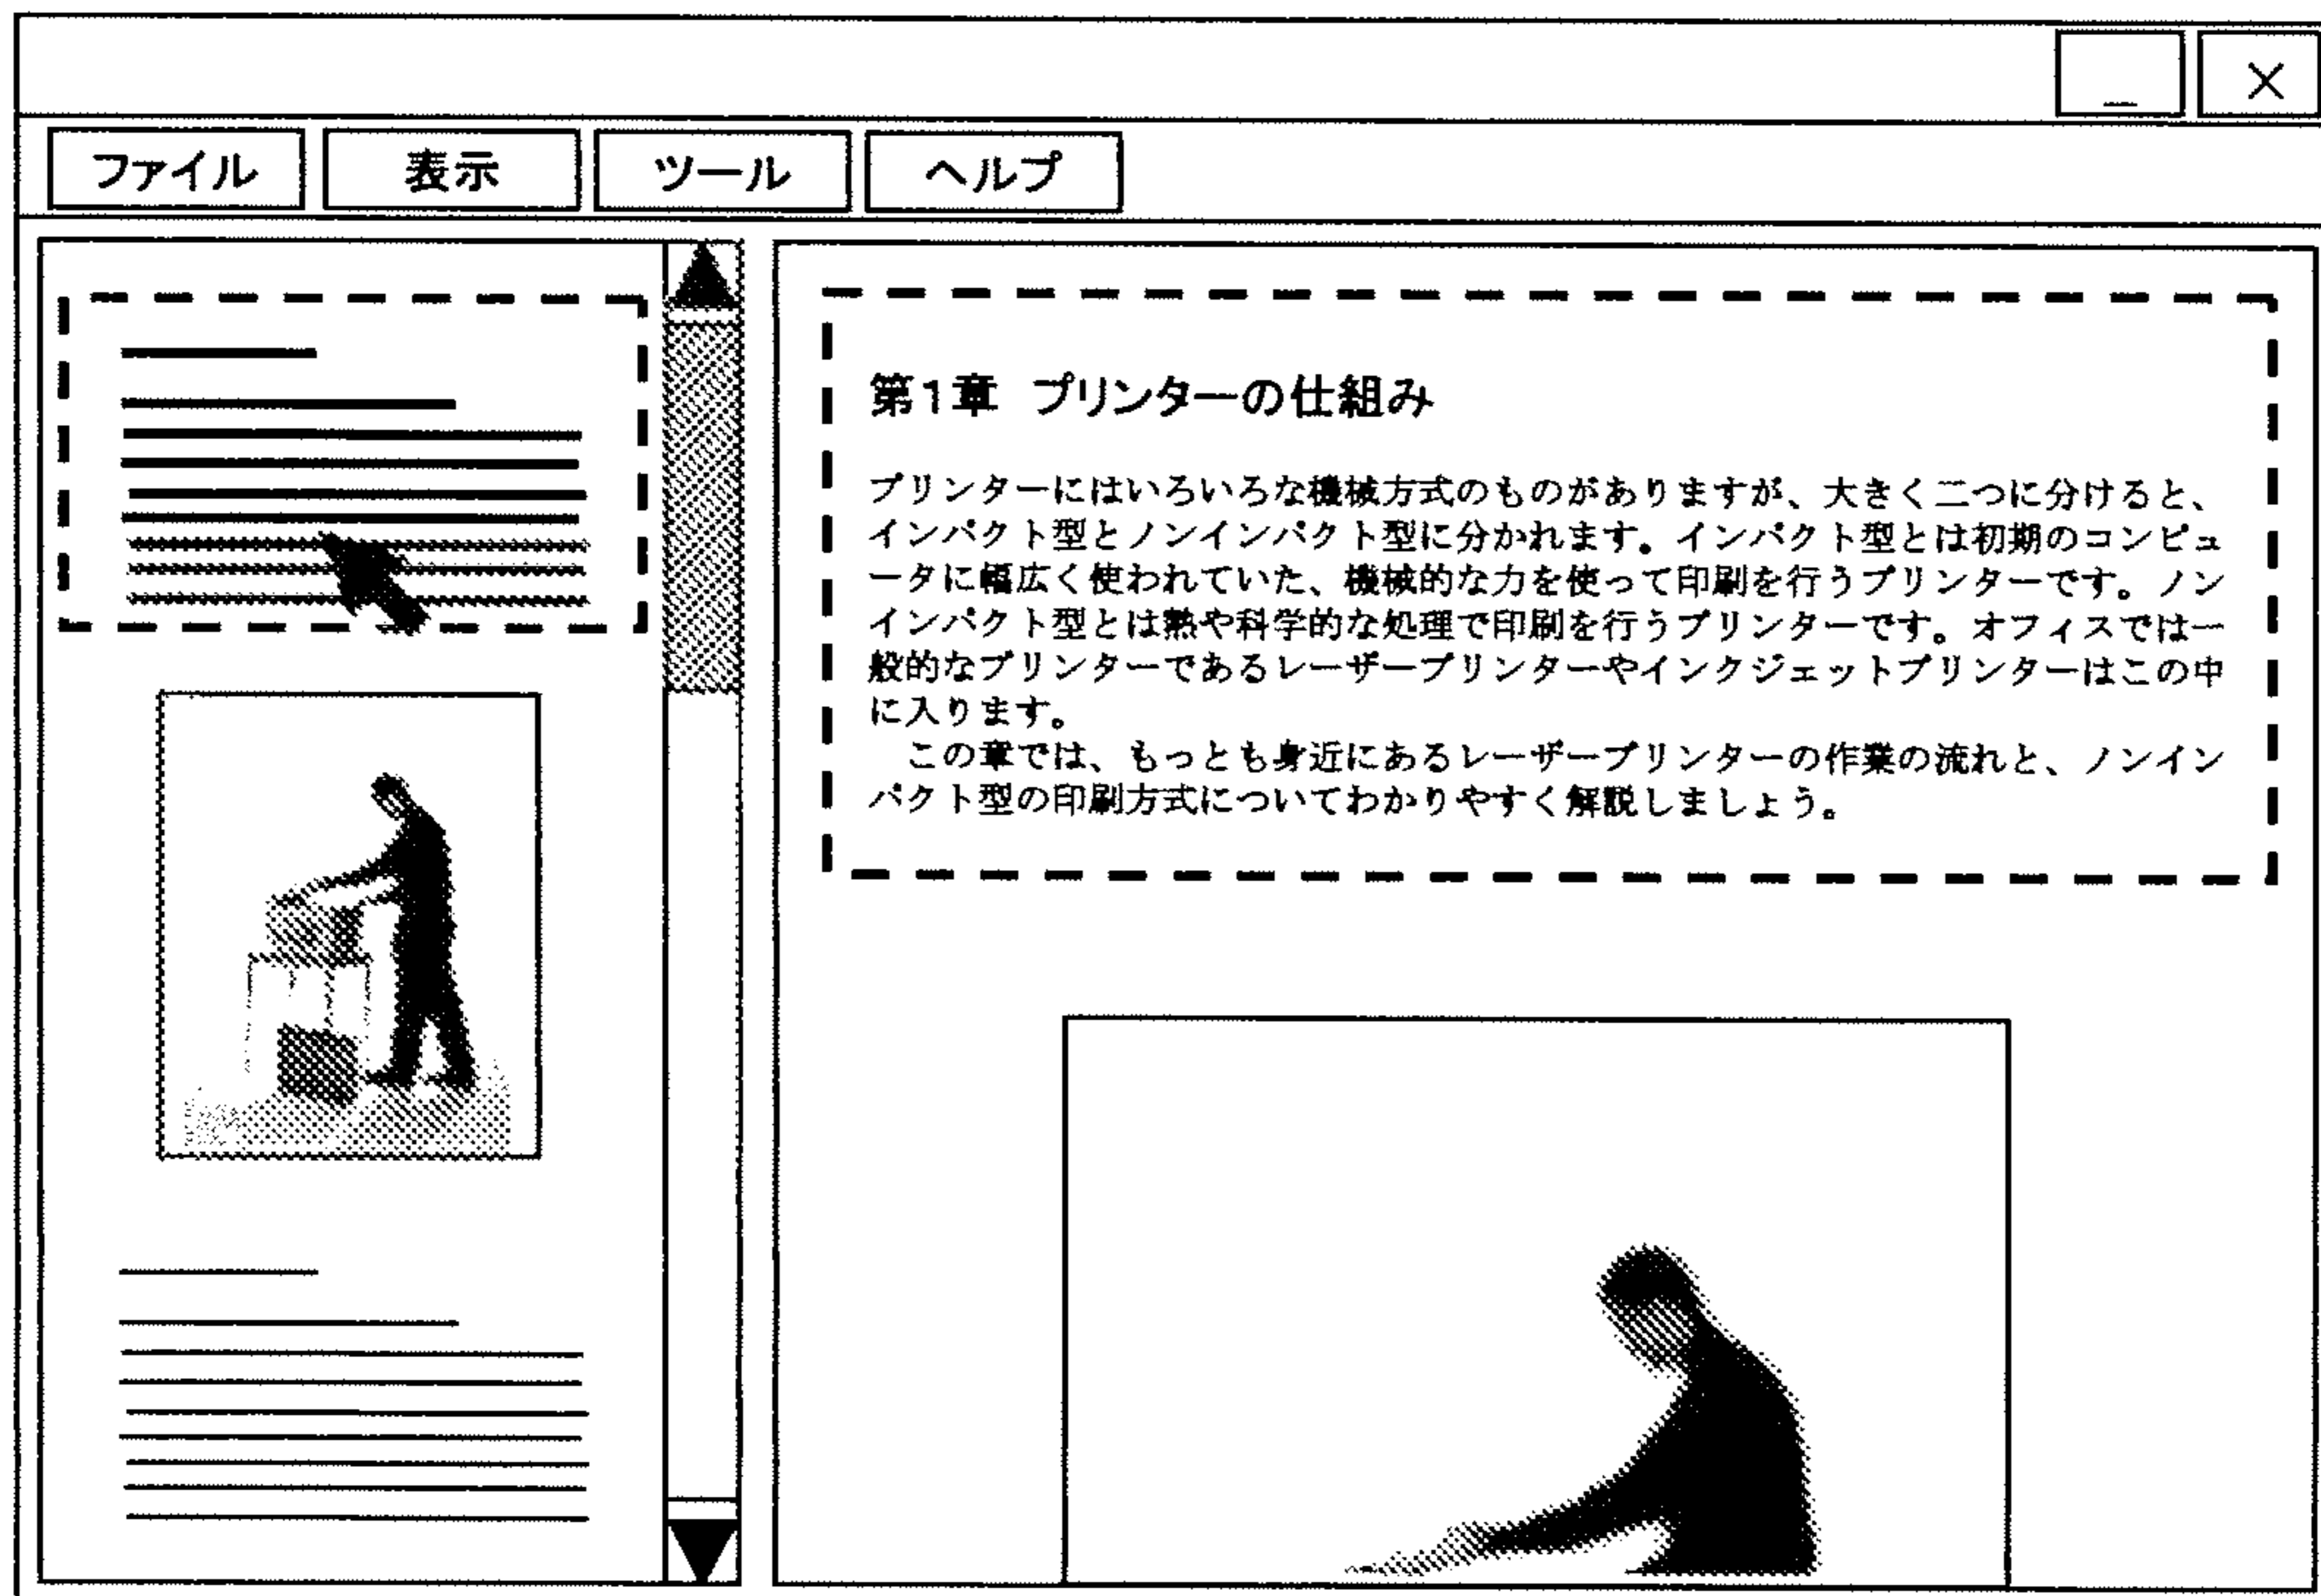 ファイル 表示 ツール ヘルプ
第1章 プリンターの仕組み
プリンターにはいろいろな機械方式のものがありますが、大きく二つに分けると、
インパクト型とノンインパクト型に分かれます。インパクト型とは初期のコンピュ
ータに幅広く使われていた、機械的な力を使って印刷を行うプリンターです。ノン
インパクト型とは熱や科学的な処理で印刷を行うプリンターです。オフィスでは一
般的なプリンターであるレーザープリンターやインクジェットプリンターはこの中
に入ります。
この章では、もっとも身近にあるレーザープリンターの作業の流れと、ノンイン
パクト型の印刷方式についてわかりやすく解説しましょう。